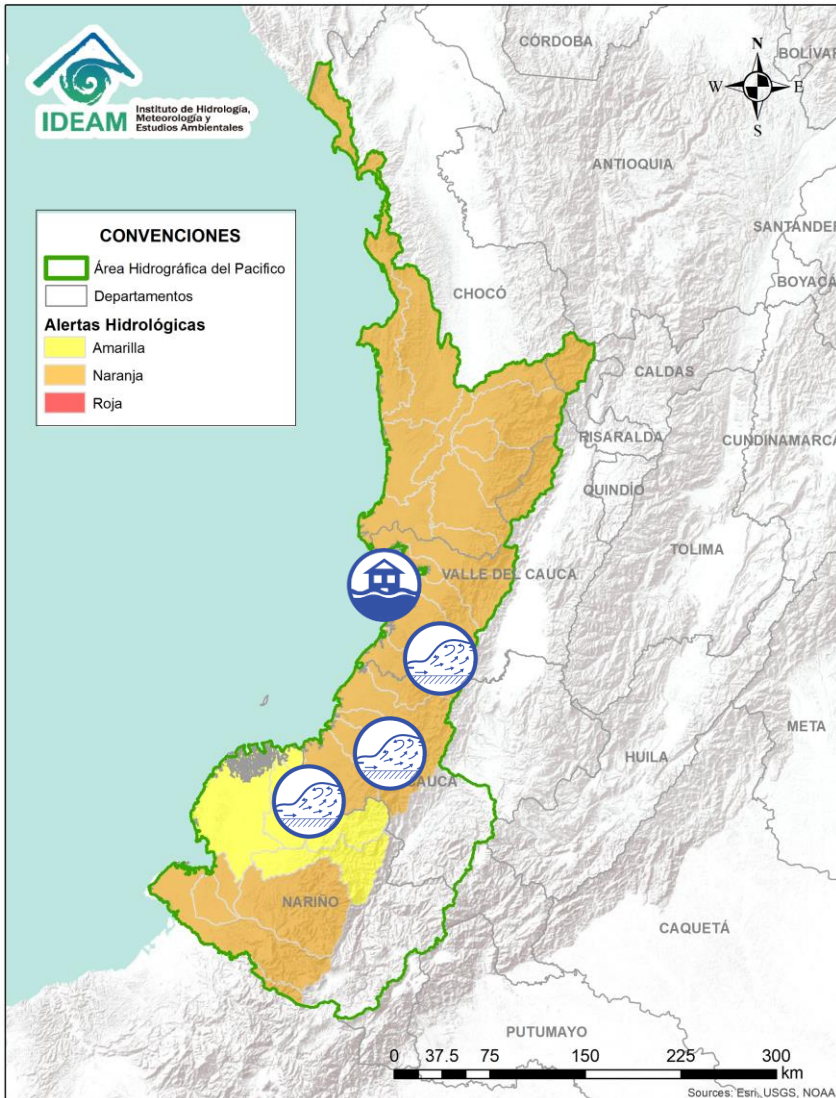 IDEAM
Instituto de Hidrología,
Meteorología y
Estudios Ambientales
CÓRDOBA
BOLÍVAR
N
W
E
S
ANTIOQUIA
SANTANDER
BOYACÁ
CONVENCIONES
Área Hidrográfica del Pacifico
Departamentos
Alertas Hidrológicas
Amarilla
Naranja
Roja
CHOCÓ
CALDAS
RISARALDA
CUNDINAMARCA
QUINDÍO
TOLIMA
VALLE DEL CAUCA
META
HUILA
CAUCA
NARIÑO
CAQUETÁ
PUTUMAYO
0 37.5 75 150 225 300
km
Sources: Esri, USGS, NOAA